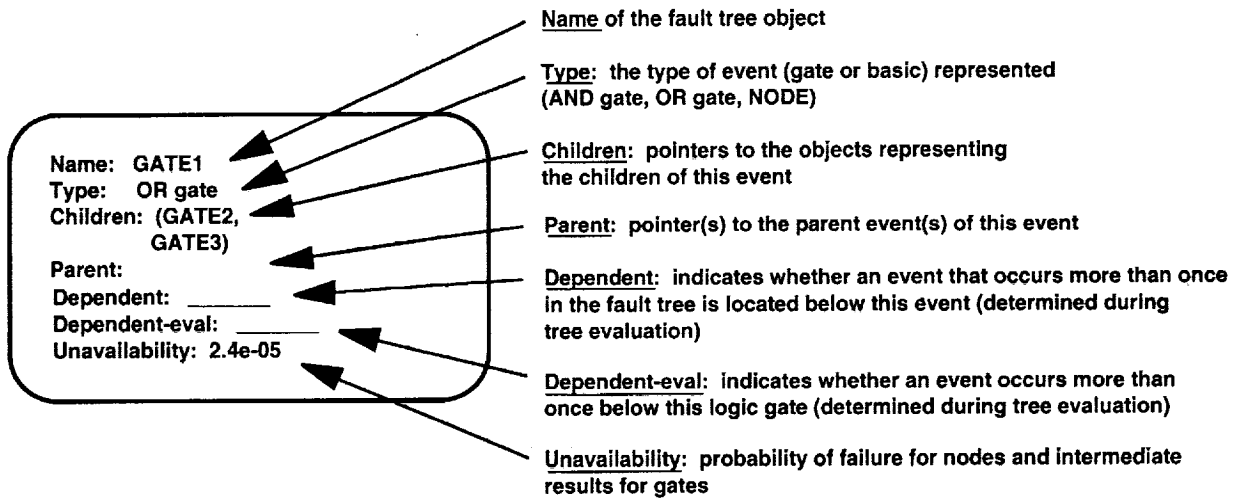 Name of the fault tree object
Type: the type of event (gate or basic) represented
(AND gate, OR gate, NODE)
Children: pointers to the objects representing
the children of this event
Parent: pointer(s) to the parent event(s) of this event
Dependent: indicates whether an event that occurs more than once
in the fault tree is located below this event (determined during
tree evaluation)
Dependent-eval: indicates whether an event occurs more than
once below this logic gate (determined during tree evaluation)
Unavailability: probability of failure for nodes and intermediate
results for gates
Name: GATE1
Type: OR gate
Children: (GATE2,
GATE3)
Parent:
Dependent: ________
Dependent-eval: ________
Unavailability: 2.4e-05